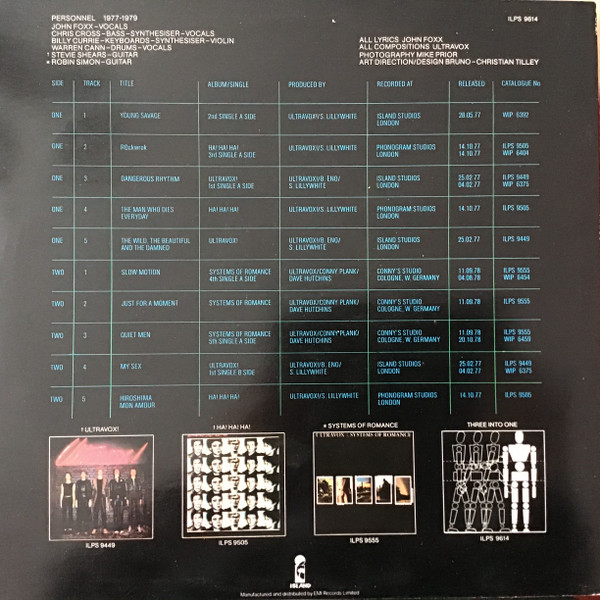 PERSONNEL 1977-1979
JOHN FOXX-VOCALS
CHRIS CROSS-BASS-SYNTHESISER-VOCALS
BILLY CURRIE-KEYBOARDS-SYNTHESISER-VIOLIN
WARREN CANN-DRUMS-VOCALS
† STEVIE SHEARS-GUITAR
* ROBIN SIMON-GUITAR
ILPS 9614
ALL LYRICS JOHN FOXX
ALL COMPOSITIONS ULTRAVOX
PHOTOGRAPHY MIKE PRIOR
ART DIRECTION/DESIGN BRUNO-CHRISTIAN TILLEY
SIDE TRACK TITLE ALBUM/SINGLE PRODUCED BY RECORDED AT RELEASED CATALOGUE No.
ONE 1 YOUNG SAVAGE 2nd SINGLE A SIDE ULTRAVOX!/S. LILLYWHITE ISLAND STUDIOS 28.05.77 WIP 6392
LONDON
ONE 2 ROckwrok HA! HA! HA! ULTRAVOX!/S. LILLYWHITE PHONOGRAM STUDIOS 14.10.77 ILPS 9505
3rd SINGLE A SIDE LONDON 14.10.77 WIP 6404
ONE 3 DANGEROUS RHYTHM ULTRAVOX! ULTRAVOX!/B. ENO/ ISLAND STUDIOS 25.02.77 ILPS 9449
1st SINGLE A SIDE S. LILLYWHITE LONDON 04.02.77 WIP 6375
ONE 4 THE MAN WHO DIES HA! HA! HA! ULTRAVOX!/S. LILLYWHITE PHONOGRAM STUDIOS 14.10.77 ILPS 9505
EVERYDAY LONDON
ONE 5 THE WILD, THE BEAUTIFUL ULTRAVOX! ULTRAVOX!/B. ENO/ ISLAND STUDIOS 25.02.77 ILPS 9449
AND THE DAMNED S. LILLYWHITE LONDON
TWO 1 SLOW MOTION SYSTEMS OF ROMANCE ULTRAVOX/CONNY PLANK/ CONNY'S STUDIO 11.09.78 ILPS 9555
4th SINGLE A SIDE DAVE HUTCHINS COLOGNE, W. GERMANY 04.08.78 WIP 6454
TWO 2 JUST FOR A MOMENT SYSTEMS OF ROMANCE ULTRAVOX/CONNY PLANK/ CONNY'S STUDIO 11.09.78 ILPS 9555
DAVE HUTCHINS COLOGNE, W. GERMANY
TWO 3 QUIET MEN SYSTEMS OF ROMANCE ULTRAVOX/CONNY PLANK/ CONNY'S STUDIO 11.09.78 ILPS 9555
5th SINGLE A SIDE DAVE HUTCHINS COLOGNE, W. GERMANY 20.10.78 WIP 6459
TWO 4 MY SEX ULTRAVOX! ULTRAVOX!/B. ENO/ ISLAND STUDIOS 25.02.77 ILPS 9449
1st SINGLE B SIDE S. LILLYWHITE LONDON 04.02.77 WIP 6375
TWO 5 HIROSHIMA HA! HA! HA! ULTRAVOX!/S. LILLYWHITE PHONOGRAM STUDIOS 14.10.77 ILPS 9505
MON AMOUR LONDON
† ULTRAVOX! † HA! HA! HA! * SYSTEMS OF ROMANCE THREE INTO ONE
ULTRAVOX : SYSTEMS OF ROMANCE
ILPS 9449 ILPS 9505 ILPS 9555 ILPS 9614
ISLAND
Manufactured and distributed by EMI Records Limited